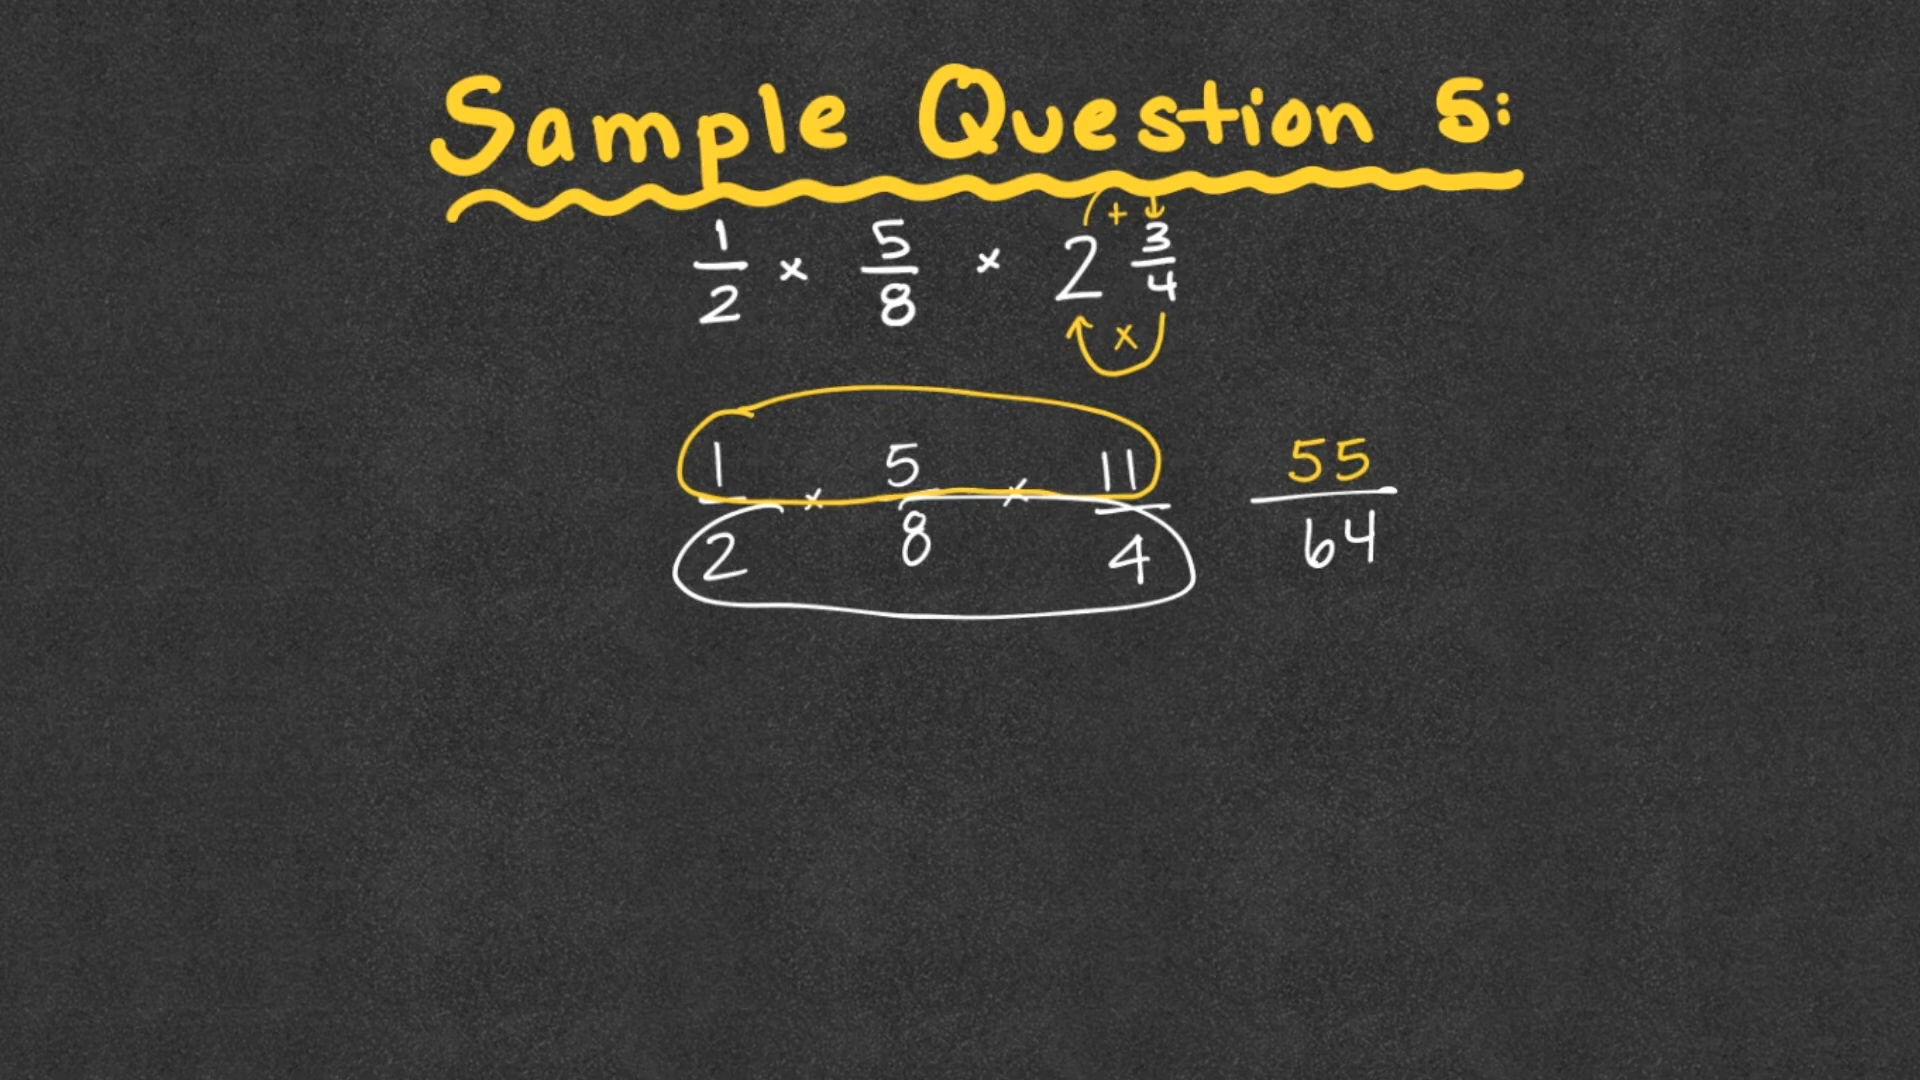 Sample Question 5:
1/2 x 5/8 x 2 + 3/4
x
1/2 x 5/8 x 11/4 55/64